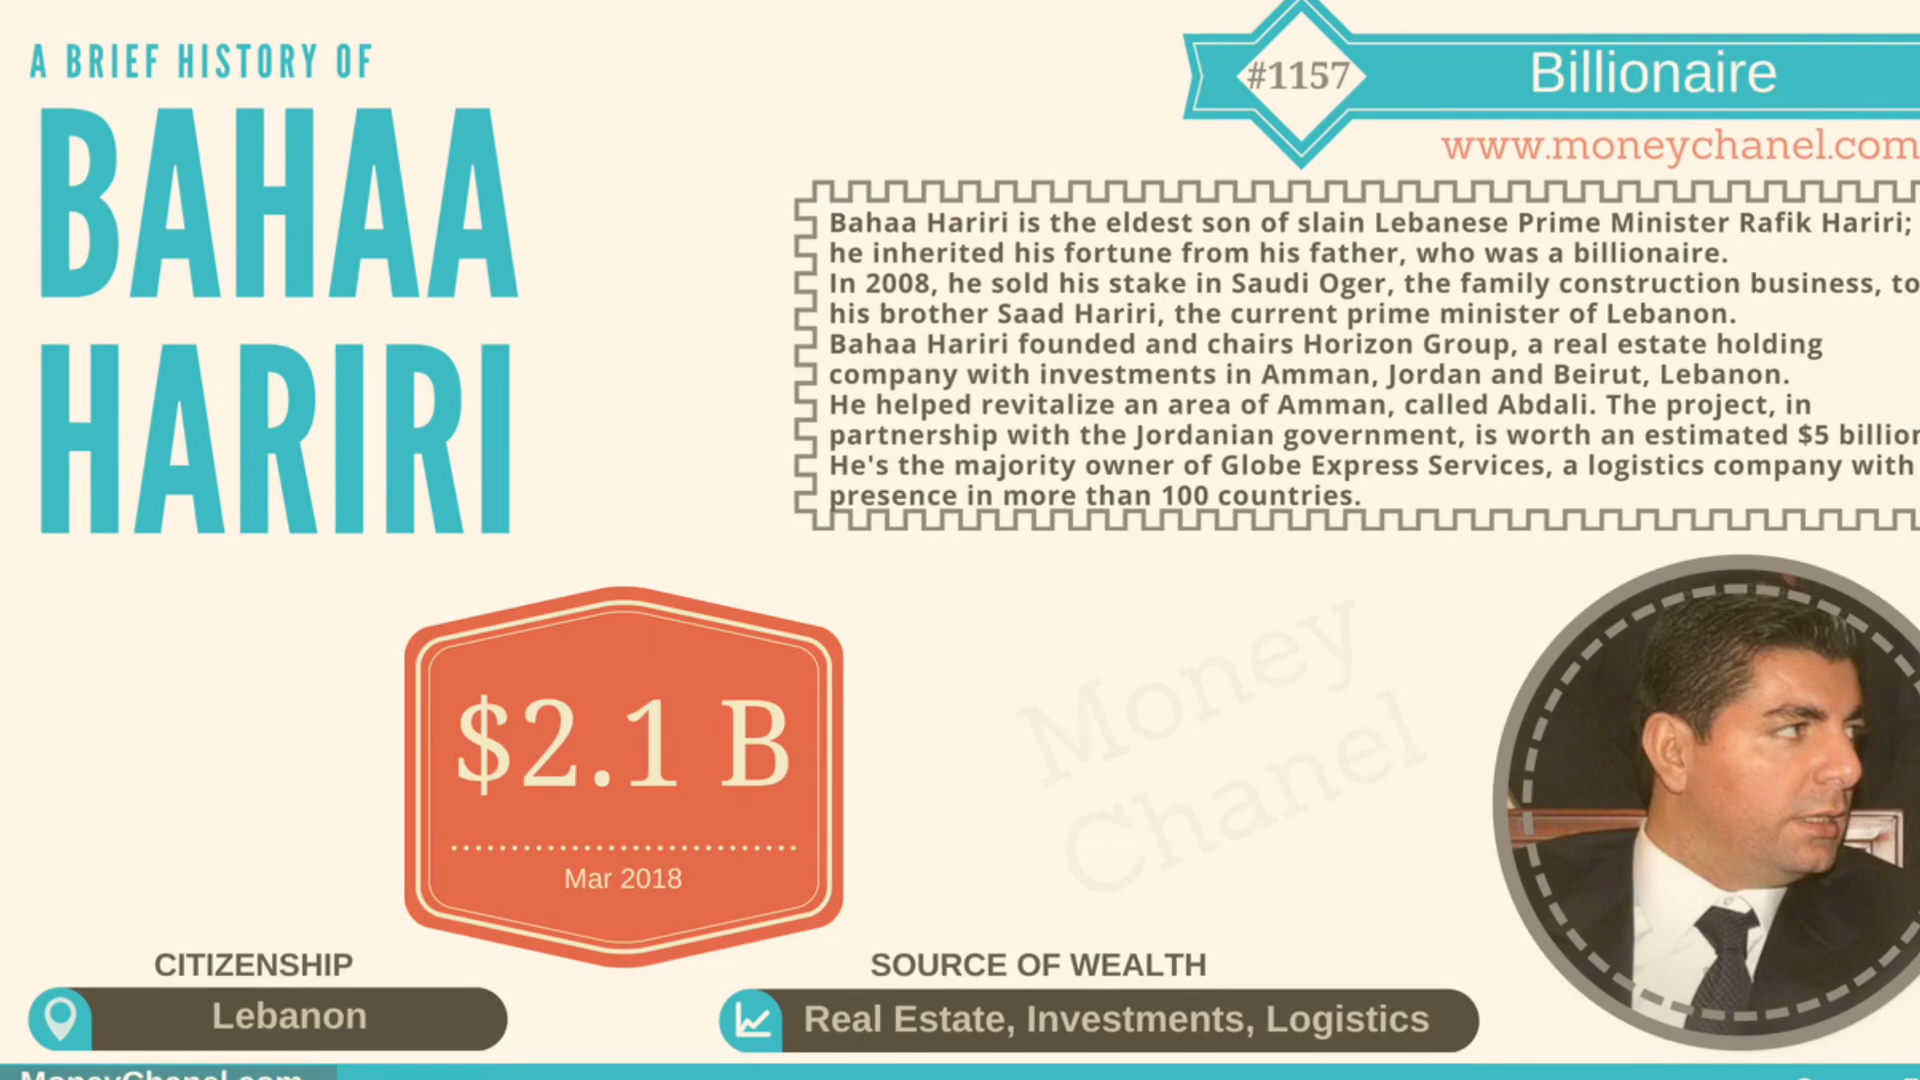 A BRIEF HISTORY OF
BAHAA
HARIRI
#1157
Billionaire
www.moneychanel.com
Bahaa Hariri is the eldest son of slain Lebanese Prime Minister Rafik Hariri;
he inherited his fortune from his father, who was a billionaire.
In 2008, he sold his stake in Saudi Oger, the family construction business, to
his brother Saad Hariri, the current prime minister of Lebanon.
Bahaa Hariri founded and chairs Horizon Group, a real estate holding
company with investments in Amman, Jordan and Beirut, Lebanon.
He helped revitalize an area of Amman, called Abdali. The project, in
partnership with the Jordanian government, is worth an estimated $5 billion
He's the majority owner of Globe Express Services, a logistics company with
presence in more than 100 countries.
Money
Chanel
$2.1 B
Mar 2018
CITIZENSHIP
Lebanon
SOURCE OF WEALTH
Real Estate, Investments, Logistics
MoneyChanel.com